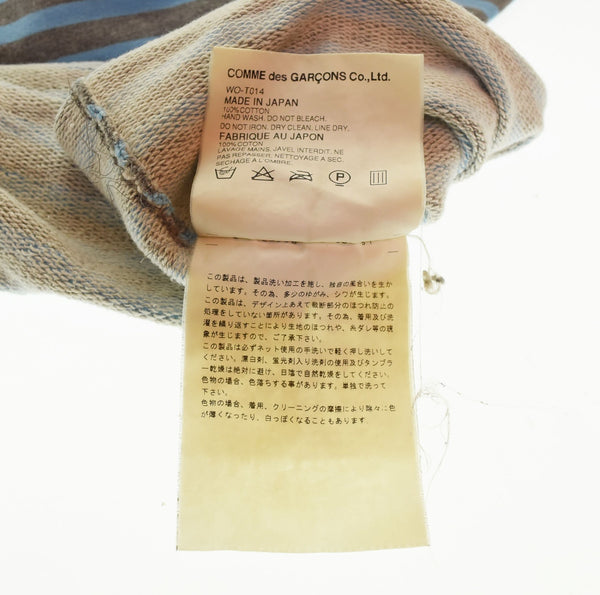 COMME des GARÇONS Co.,Ltd.
WO-T014
MADE IN JAPAN
100%COTTON
HAND WASH. DO NOT BLEACH.
DO NOT IRON. DRY CLEAN, LINE DRY.
FABRIQUE AU JAPON
100%COTON
LAVAGE MAINS, JAVEL INTERDIT, NE
PAS REPASSER, NETTOYAGE A SEC,
SECHAGE A L'OMBRE.
P
この製品は、製品洗い加工を施し、独自の風合いを生か
しています。その為、多少のゆがみ、シワが生じます。
この製品は、デザイン上あえて裁断部分のほつれ防止の
処理をしていない箇所があります。その為、着用及び洗
濯を繰り返すことにより生地のほつれや、糸ダレ等の現
象が生じますので、ご了承下さい。
この製品は必ずネット使用の手洗いで軽く押し洗いして
ください。漂白剤、蛍光剤入り洗剤の使用及びタンブラ
ー乾燥は絶対に避け、日陰で自然乾燥をしてください。
色物の場合、色落ちする事があります。単独で洗って
下さい。
色物の場合、着用、クリーニングの摩擦により除々に色
が薄くなったり、白っぽくなることもあります。